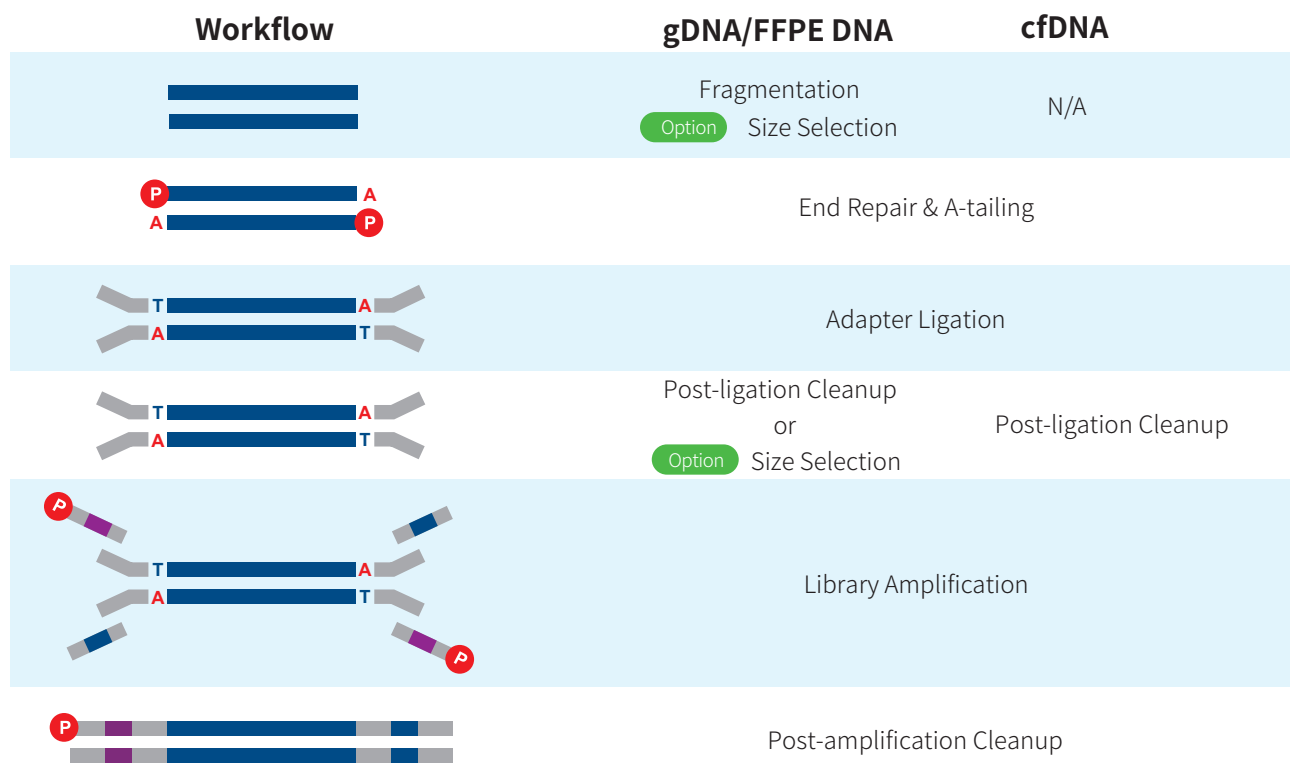 Workflow gDNA/FFPE DNA cfDNA
Fragmentation
N/A
Option Size Selection
P A
A P
End Repair & A-tailing
T A
A T
Adapter Ligation
Post-ligation Cleanup
T A
or
Post-ligation Cleanup
A T
Option Size Selection
P
T A
Library Amplification
A T
P
P
Post-amplification Cleanup